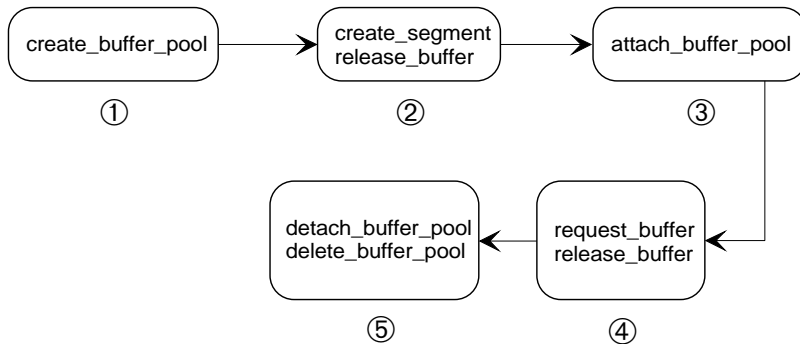 create_buffer_pool
①
create_segment
release_buffer
②
attach_buffer_pool
③
request_buffer
release_buffer
④
detach_buffer_pool
delete_buffer_pool
⑤